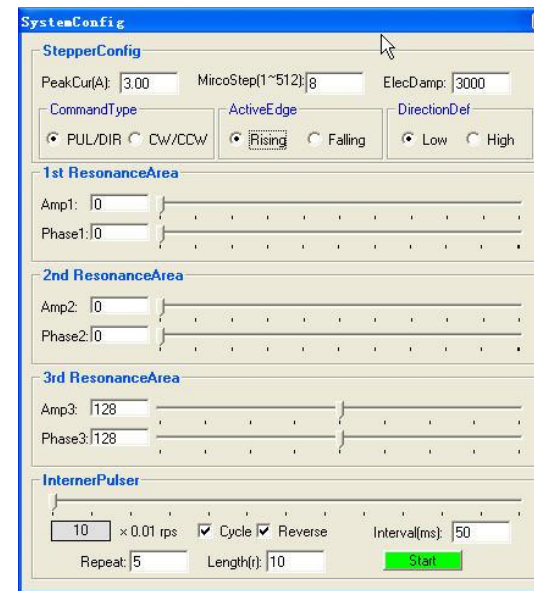 SystemConfig
StepperConfig
PeakCur(A): 3.00 MircoStep(1~512): 8 ElecDamp: 3000
CommandType ActiveEdge DirectionDef
PUL/DIR CW/CCW Rising Falling Low High
1st ResonanceArea
Amp1: 0
Phase1: 0
2nd ResonanceArea
Amp2: 0
Phase2: 0
3rd ResonanceArea
Amp3: 128
Phase3: 128
InternerPulser
10 × 0.01 rps Cycle Reverse Interval(ms): 50
Repeat: 5 Length(r): 10 Start